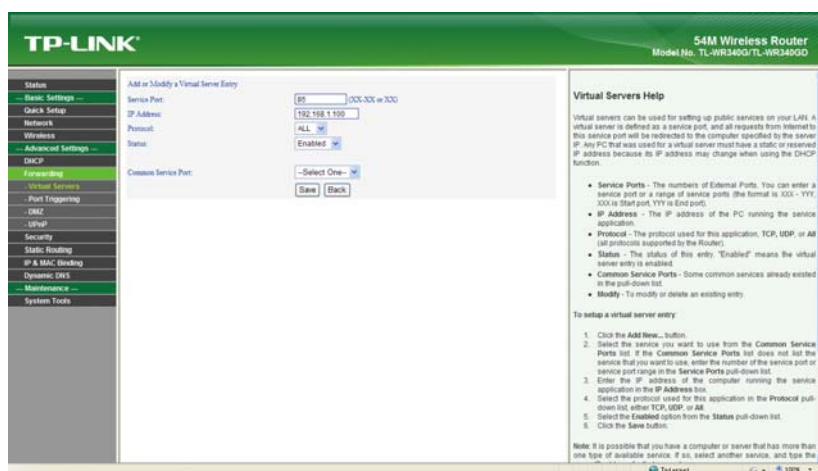 TP-LINK®
54M Wireless Router
Model No. TL-WR340G/TL-WR340GD
Status
--- Basic Settings ---
Quick Setup
Network
Wireless
--- Advanced Settings ---
DHCP
Forwarding
- Virtual Servers
- Port Triggering
- DMZ
- UPnP
Security
Static Routing
IP & MAC Binding
Dynamic DNS
--- Maintenance ---
System Tools
Add or Modify a Virtual Server Entry
Service Port: 85 (XX-XX or XX)
IP Address: 192.168.1.100
Protocol: ALL
Status: Enabled
Common Service Port: --Select One--
Save Back
Virtual Servers Help
Virtual servers can be used for setting up public services on your LAN. A
virtual server is defined as a service port, and all requests from Internet to
this service port will be redirected to the computer specified by the server
IP. Any PC that was used for a virtual server must have a static or reserved
IP address because its IP address may change when using the DHCP
function.
• Service Ports - The numbers of External Ports. You can enter a
service port or a range of service ports (the format is XXX - YYY,
XXX is Start port, YYY is End port).
• IP Address - The IP address of the PC running the service
application.
• Protocol - The protocol used for this application, TCP, UDP, or All
(all protocols supported by the Router).
• Status - The status of this entry. "Enabled" means the virtual
server entry is enabled.
• Common Service Ports - Some common services already existed
in the pull-down list.
• Modify - To modify or delete an existing entry.
To setup a virtual server entry:
1. Click the Add New... button.
2. Select the service you want to use from the Common Service
Ports list. If the Common Service Ports list does not list the
service that you want to use, enter the number of the service port or
service port range in the Service Ports pull-down list.
3. Enter the IP address of the computer running the service
application in the IP Address box.
4. Select the protocol used for this application in the Protocol pull-
down list, either TCP, UDP, or All.
5. Select the Enabled option from the Status pull-down list.
6. Click the Save button.
Note: It is possible that you have a computer or server that has more than
one type of available service. If so, select another service, and type the
Internet 100%